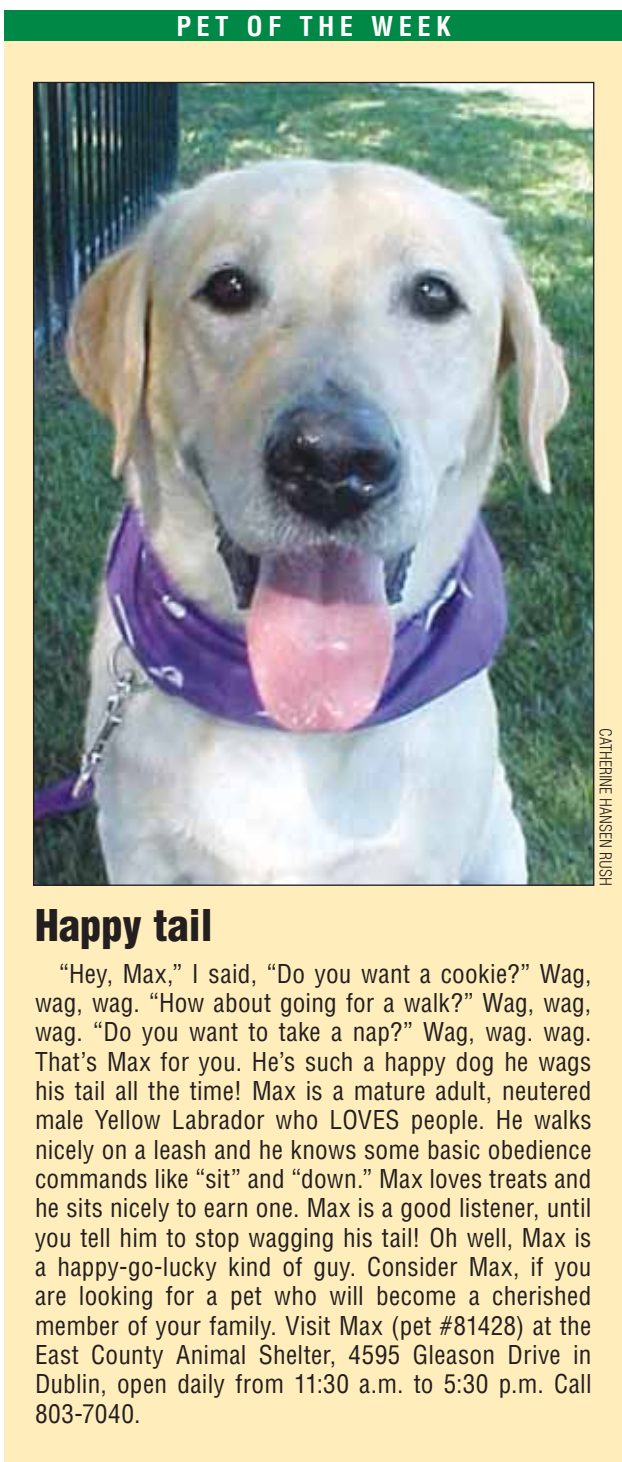 PET OF THE WEEK
CATHERINE HANSEN RUSH
Happy tail
“Hey, Max,” I said, “Do you want a cookie?” Wag,
wag, wag. “How about going for a walk?” Wag, wag,
wag. “Do you want to take a nap?” Wag, wag. wag.
That’s Max for you. He’s such a happy dog he wags
his tail all the time! Max is a mature adult, neutered
male Yellow Labrador who LOVES people. He walks
nicely on a leash and he knows some basic obedience
commands like “sit” and “down.” Max loves treats and
he sits nicely to earn one. Max is a good listener, until
you tell him to stop wagging his tail! Oh well, Max is
a happy-go-lucky kind of guy. Consider Max, if you
are looking for a pet who will become a cherished
member of your family. Visit Max (pet #81428) at the
East County Animal Shelter, 4595 Gleason Drive in
Dublin, open daily from 11:30 a.m. to 5:30 p.m. Call
803-7040.